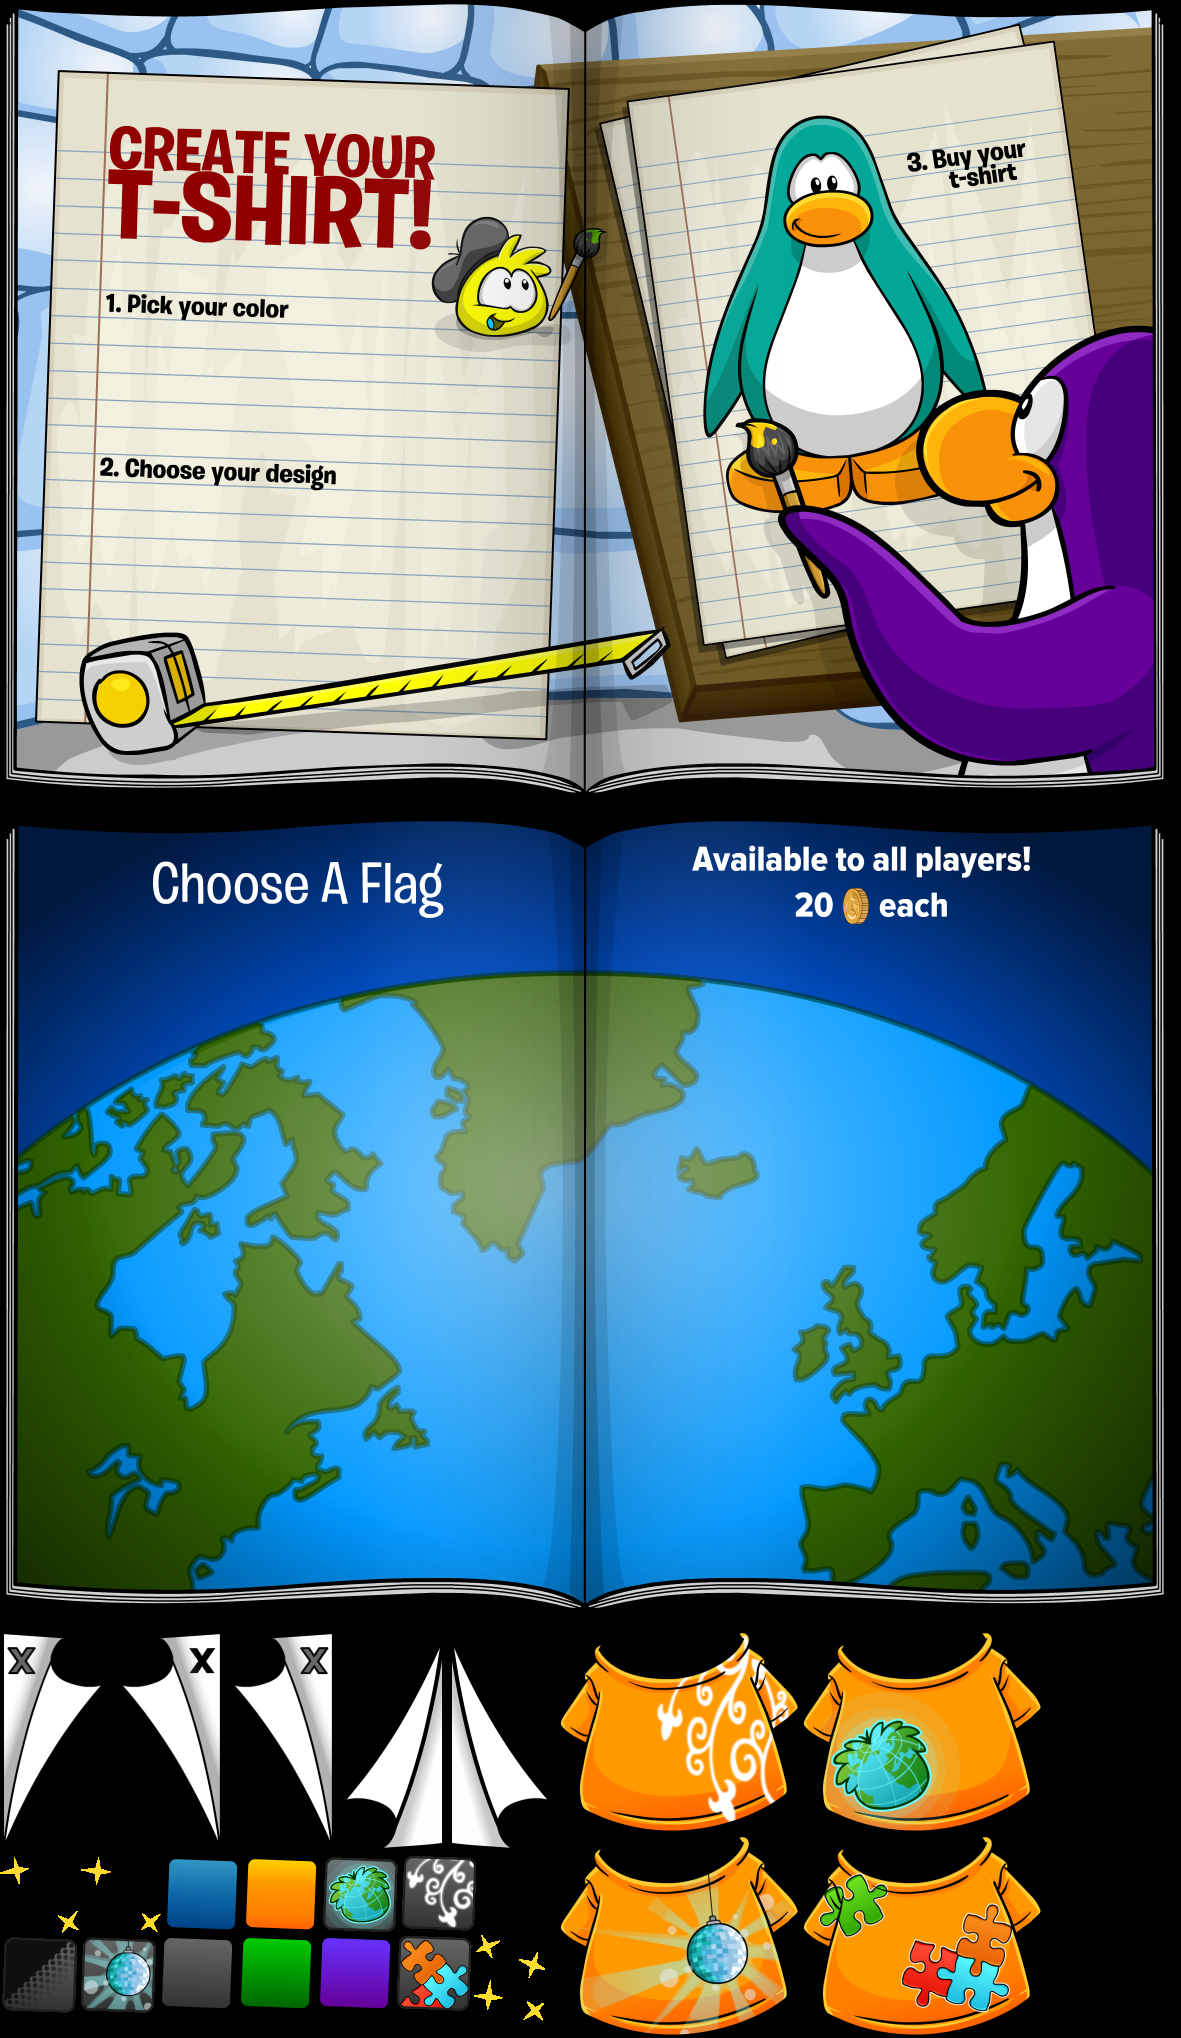 CREATE YOUR
T-SHIRT!
1. Pick your color
2. Choose your design
3. Buy your
t-shirt
Choose A Flag
Available to all players!
20 each
X
X
X